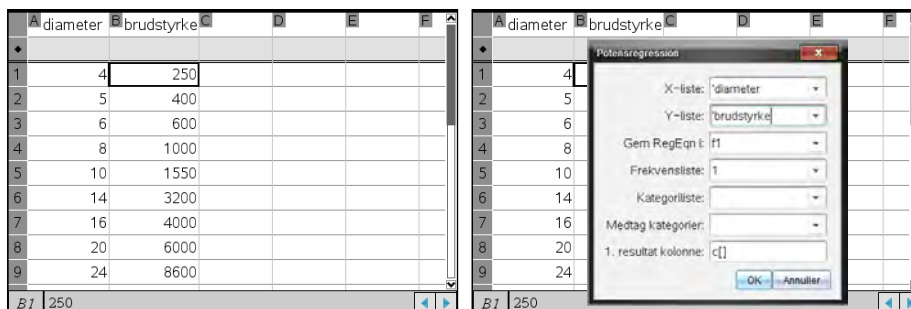 A diameter B brudstyrke C D E F
◆
1 4 250
2 5 400
3 6 600
4 8 1000
5 10 1550
6 14 3200
7 16 4000
8 20 6000
9 24 8600
B1 250
A diameter B brudstyrke C D E F
◆
1 4
2 5
3 6
4 8
5 10
6 14
7 16
8 20
9 24
B1 250
Potensregression
X-liste: 'diameter
Y-liste: 'brudstyrke
Gem RegEqn i: f1
Frekvensliste: 1
Kategoriliste:
Medtag kategorier:
1. resultat kolonne: c[]
OK Annuller